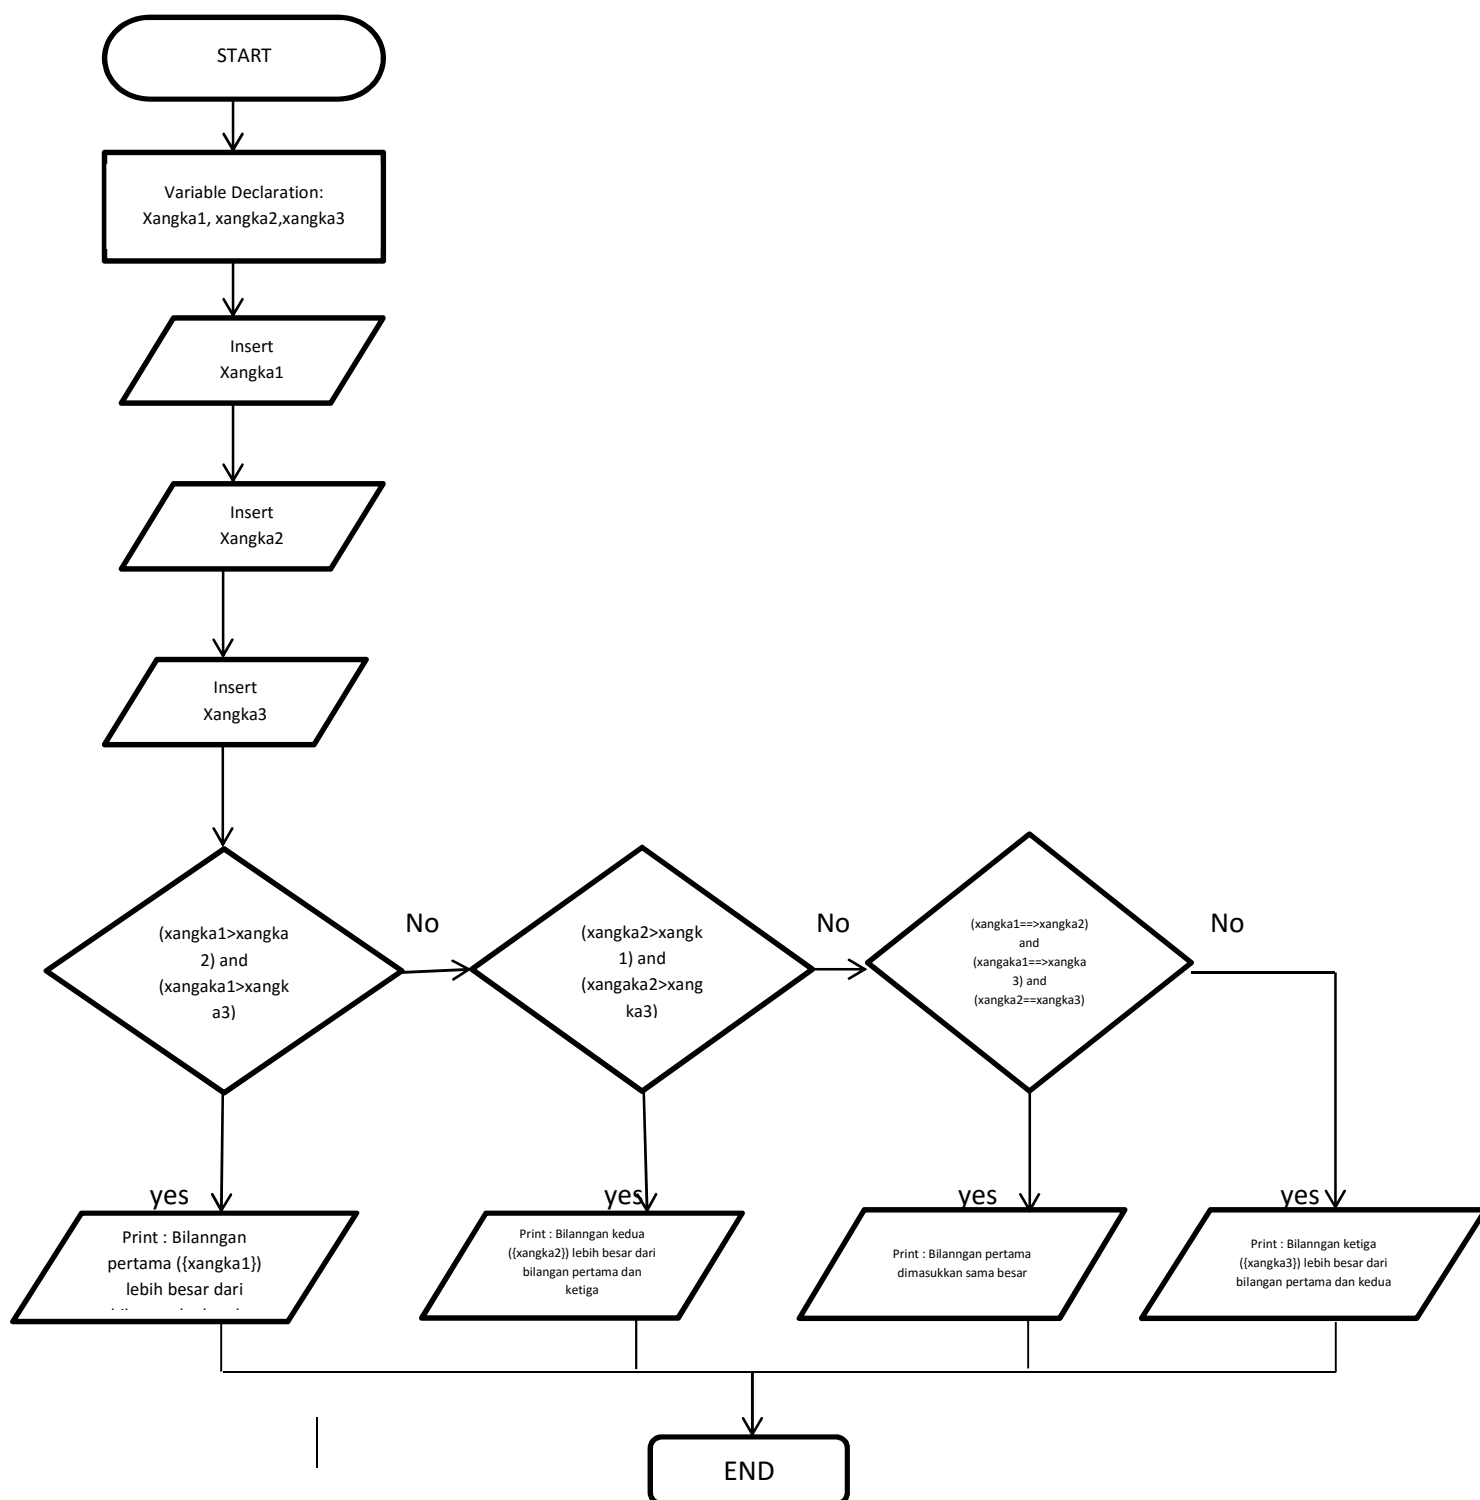 START
Variable Declaration:
Xangka1, xangka2,xangka3
Insert
Xangka1
Insert
Xangka2
Insert
Xangka3
(xangka1>xangka
2) and
(xangaka1>xangk
a3)
No
(xangka2>xangk
1) and
(xangaka2>xang
ka3)
No
(xangka1==>xangka2)
and
(xangaka1==>xangka
3) and
(xangka2==xangka3)
No
yes
Print : Bilanngan
pertama ({xangka1})
lebih besar dari
yes
Print : Bilanngan kedua
({xangka2}) lebih besar dari
bilangan pertama dan
ketiga
yes
Print : Bilanngan pertama
dimasukkan sama besar
yes
Print : Bilanngan ketiga
({xangka3}) lebih besar dari
bilangan pertama dan kedua
END